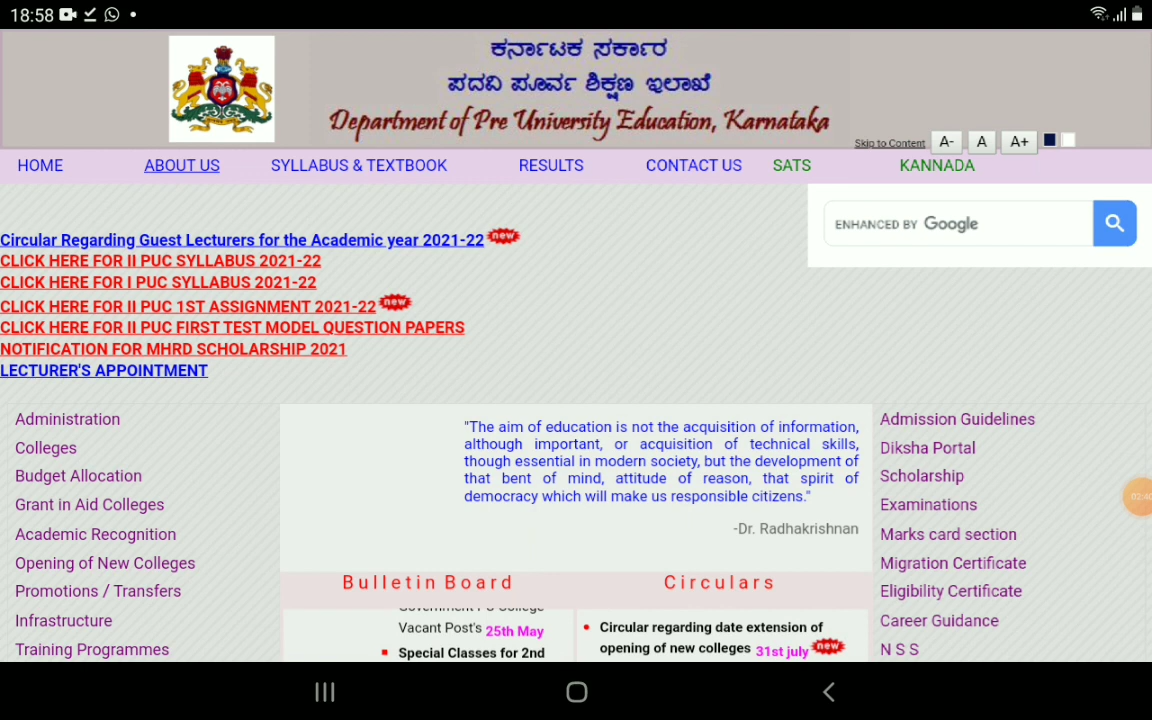 18:58
ಕರ್ನಾಟಕ ಸರ್ಕಾರ
ಪದವಿ ಪೂರ್ವ ಶಿಕ್ಷಣ ಇಲಾಖೆ
Department of Pre University Education, Karnataka
Skip to Content A- A A+
HOME ABOUT US SYLLABUS & TEXTBOOK RESULTS CONTACT US SATS KANNADA
ENHANCED BY Google
Circular Regarding Guest Lecturers for the Academic year 2021-22 new
CLICK HERE FOR II PUC SYLLABUS 2021-22
CLICK HERE FOR I PUC SYLLABUS 2021-22
CLICK HERE FOR II PUC 1ST ASSIGNMENT 2021-22 new
CLICK HERE FOR II PUC FIRST TEST MODEL QUESTION PAPERS
NOTIFICATION FOR MHRD SCHOLARSHIP 2021
LECTURER'S APPOINTMENT
Administration
Colleges
Budget Allocation
Grant in Aid Colleges
Academic Recognition
Opening of New Colleges
Promotions / Transfers
Infrastructure
Training Programmes
"The aim of education is not the acquisition of information,
although important, or acquisition of technical skills,
though essential in modern society, but the development of
that bent of mind, attitude of reason, that spirit of
democracy which will make us responsible citizens."
-Dr. Radhakrishnan
Bulletin Board
Government PU College
Vacant Post's 25th May
Special Classes for 2nd
Circulars
Circular regarding date extension of
opening of new colleges 31st july new
Admission Guidelines
Diksha Portal
Scholarship
Examinations
Marks card section
Migration Certificate
Eligibility Certificate
Career Guidance
N S S